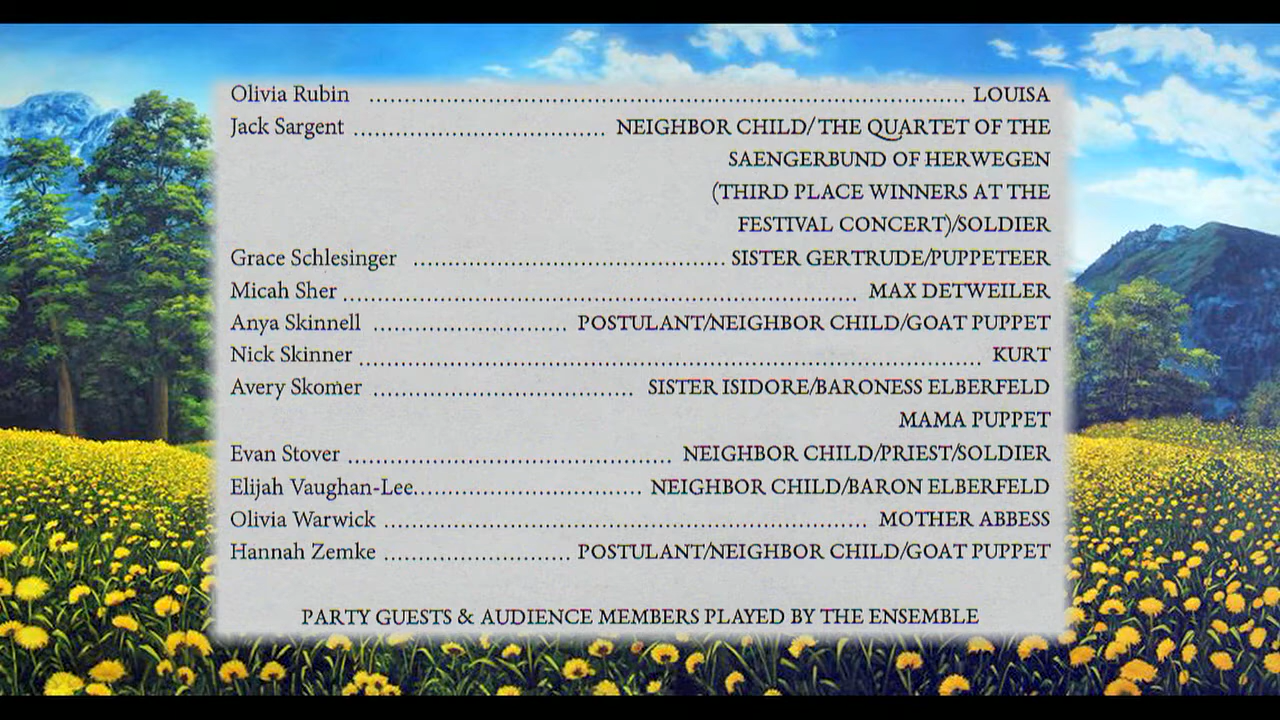 Olivia Rubin ........................................................................................ LOUISA
Jack Sargent ..................................... NEIGHBOR CHILD/THE QUARTET OF THE
SAENGERBUND OF HERWEGEN
(THIRD PLACE WINNERS AT THE
FESTIVAL CONCERT)/SOLDIER
Grace Schlesinger .............................................. SISTER GERTRUDE/PUPPETEER
Micah Sher ............................................................................ MAX DETWEILER
Anya Skinnell ............................. POSTULANT/NEIGHBOR CHILD/GOAT PUPPET
Nick Skinner ............................................................................................ KURT
Avery Skomer ....................................... SISTER ISIDORE/BARONESS ELBERFELD
MAMA PUPPET
Evan Stover ................................................ NEIGHBOR CHILD/PRIEST/SOLDIER
Elijah Vaughan-Lee.................................. NEIGHBOR CHILD/BARON ELBERFELD
Olivia Warwick ........................................................................ MOTHER ABBESS
Hannah Zemke ............................ POSTULANT/NEIGHBOR CHILD/GOAT PUPPET
PARTY GUESTS & AUDIENCE MEMBERS PLAYED BY THE ENSEMBLE